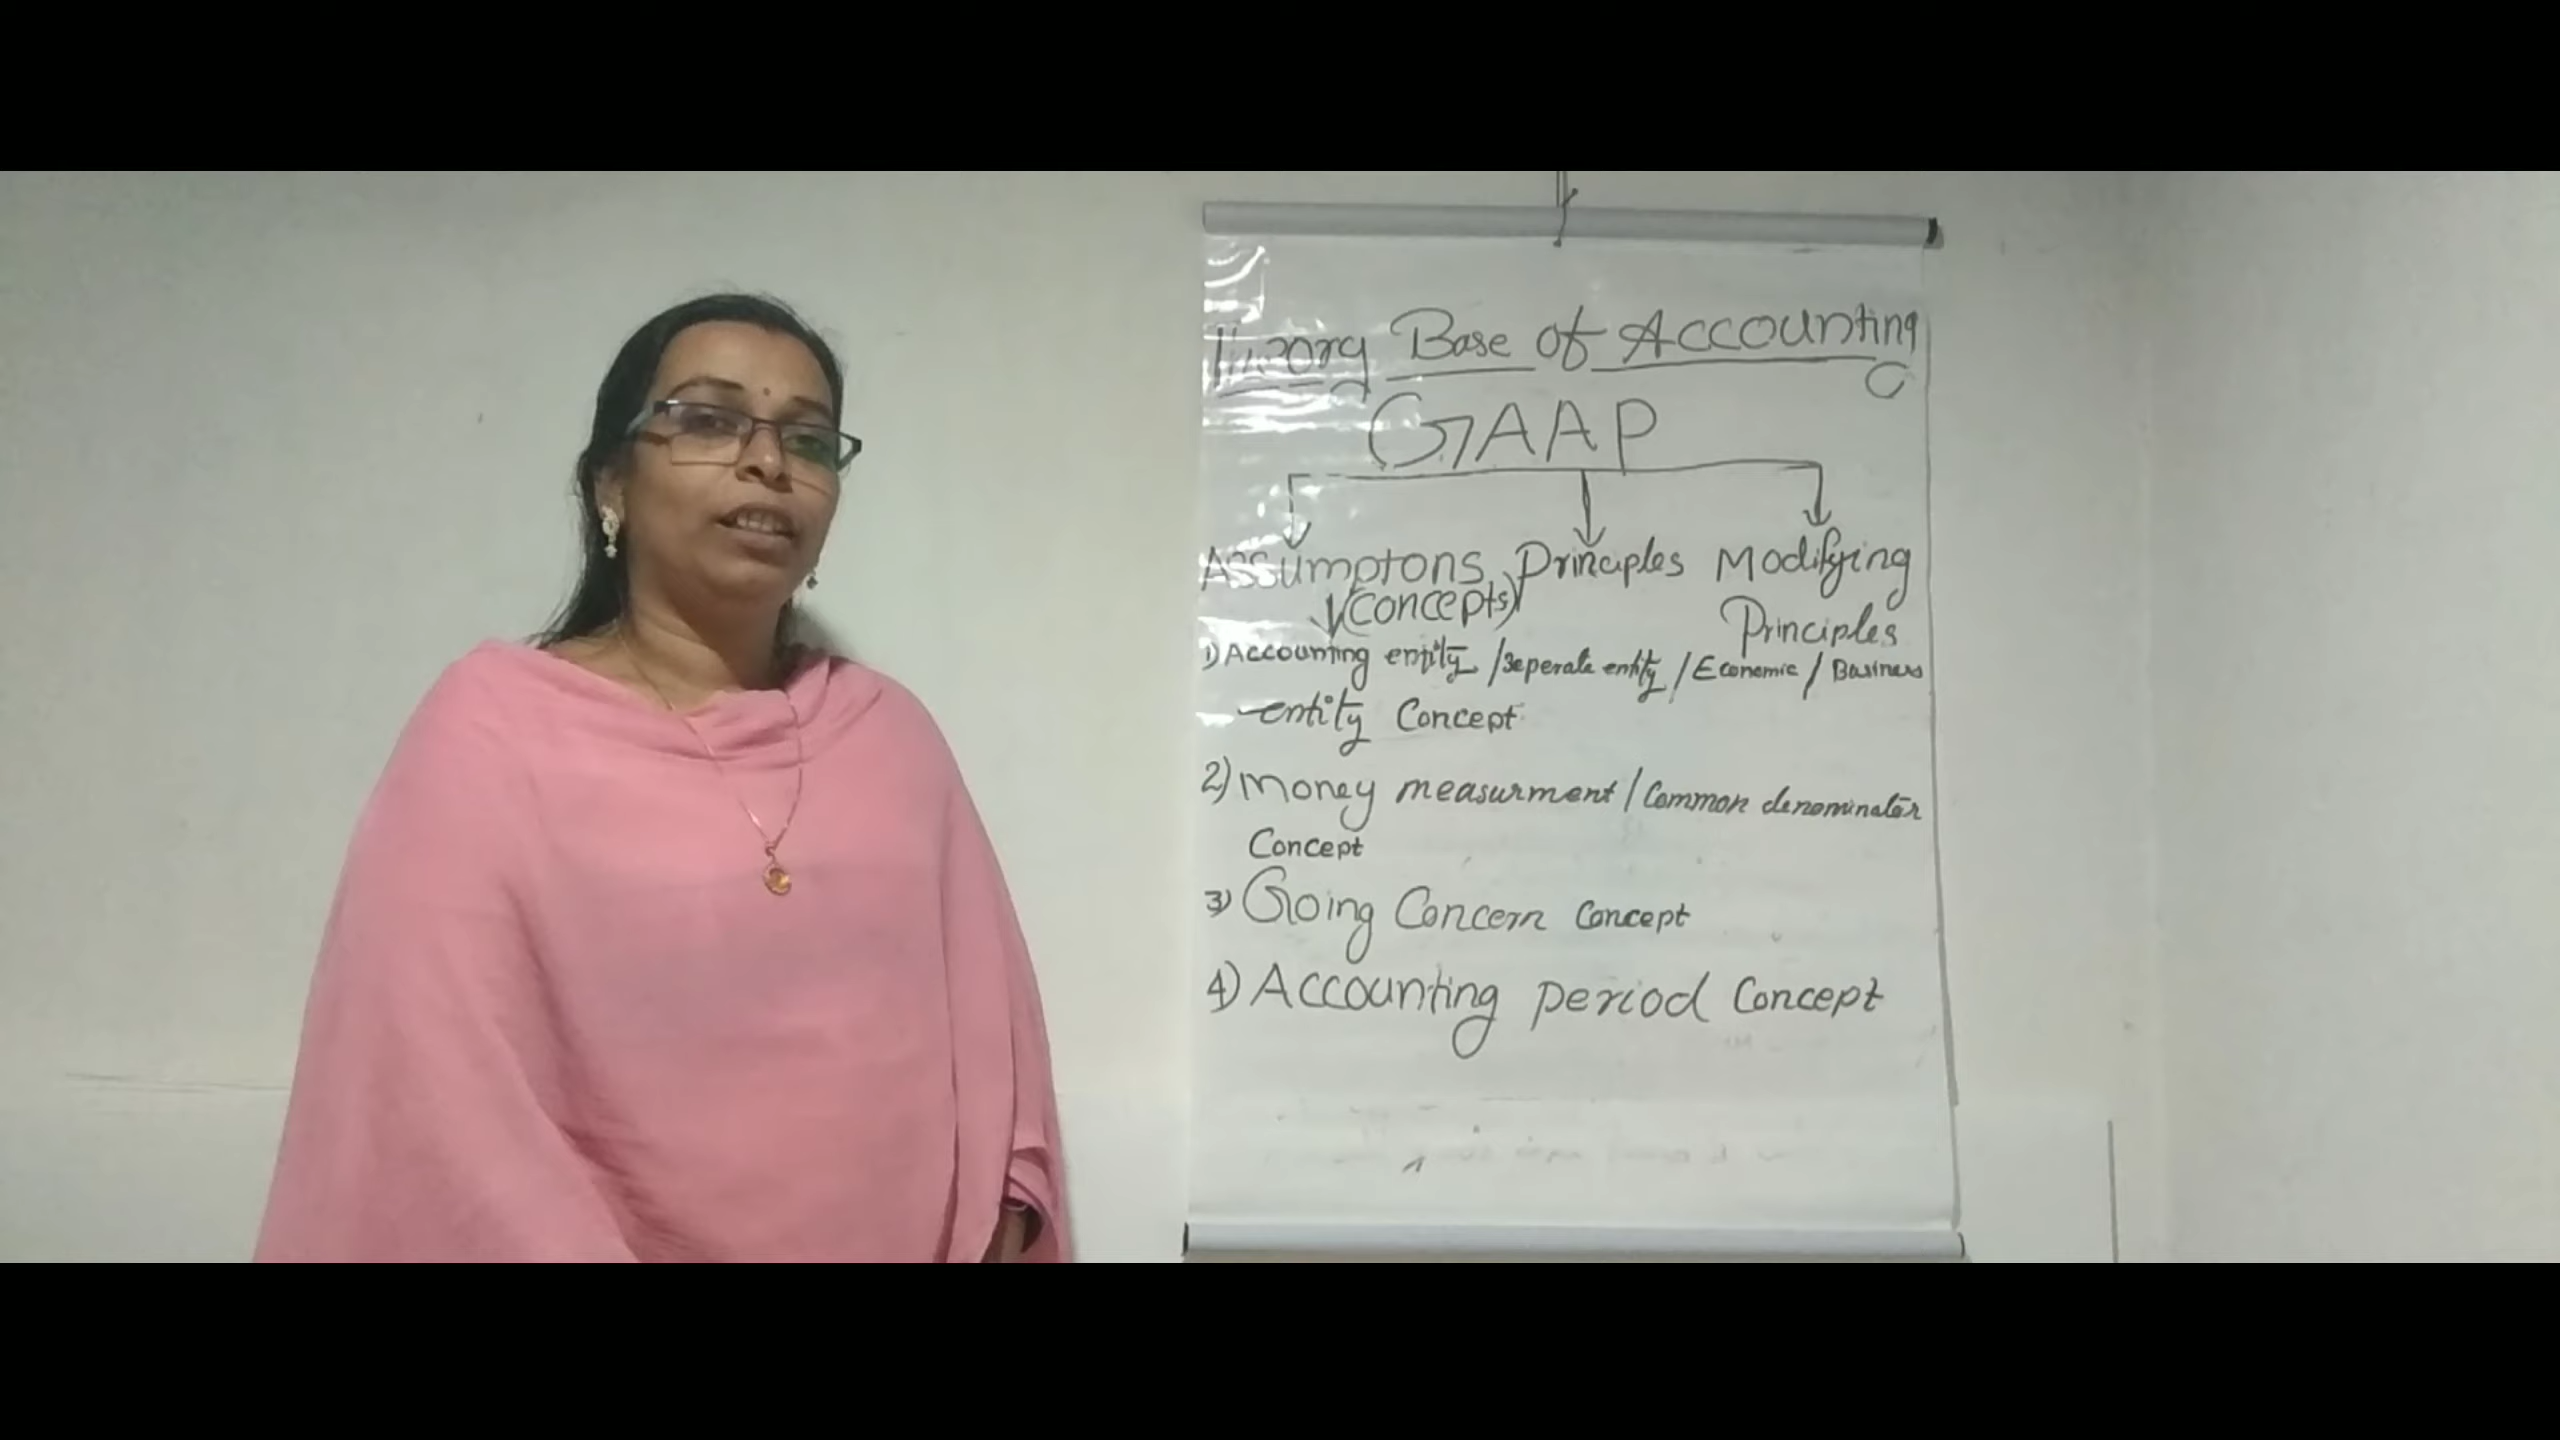 Theory Base of Accounting
GAAP
Assumptons Principles Modifying
(Concepts) Principles
1) Accounting entity / Seperate entity / Economic / Business
entity Concept
2) Money measurment / Common denominator
Concept
3) Going Concern Concept
4) Accounting period Concept